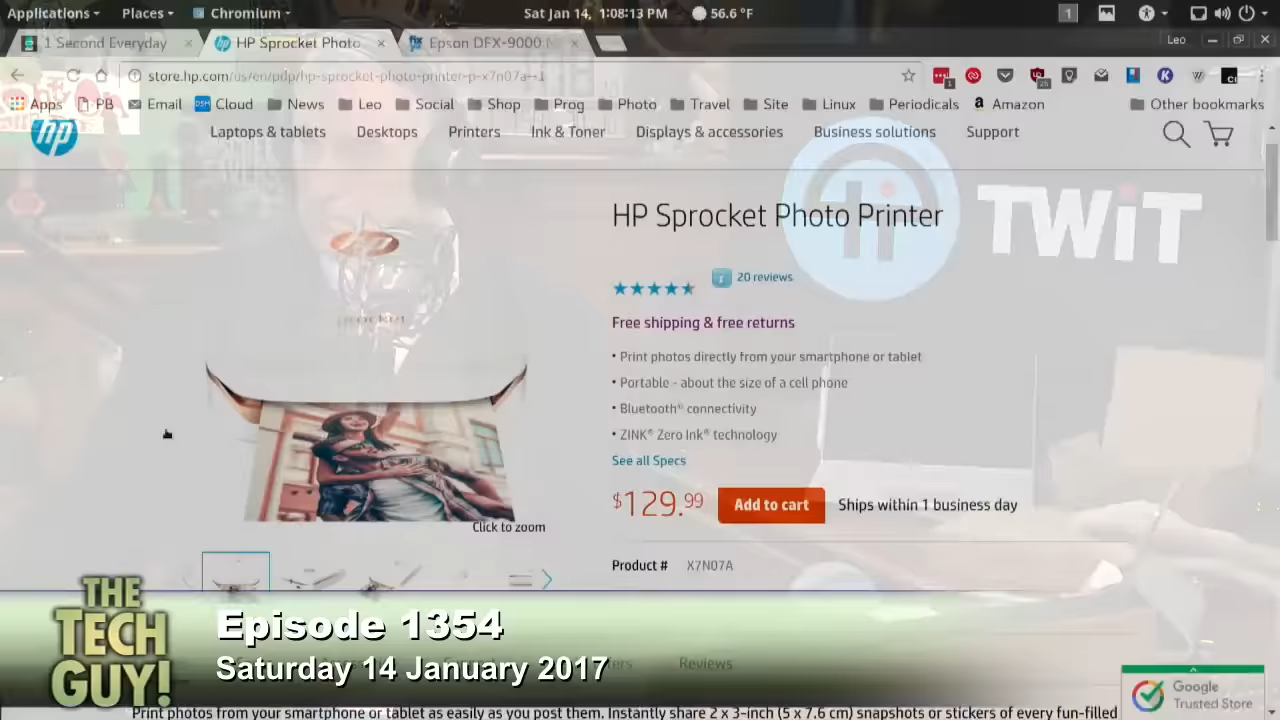 Applications Places Chromium Sat Jan 14, 1:08:13 PM 56.6 °F 1
1 Second Everyday HP Sprocket Photo Epson DFX-9000 Leo
store.hp.com/us/en/pdp/hp-sprocket-photo-printer-p-x7n07a--1
Apps PB Email Cloud News Leo Social Shop Prog Photo Travel Site Linux Periodicals Amazon Other bookmarks
hp Laptops & tablets Desktops Printers Ink & Toner Displays & accessories Business solutions Support
HP Sprocket Photo Printer
TWiT
20 reviews
sprocket
Free shipping & free returns
• Print photos directly from your smartphone or tablet
• Portable - about the size of a cell phone
• Bluetooth® connectivity
• ZINK® Zero Ink® technology
See all Specs
$129.99 Add to cart Ships within 1 business day
Click to zoom
Product # X7N07A
THE
TECH
GUY!
Episode 1354
Saturday 14 January 2017
Reviews
Google
Trusted Store
Print photos from your smartphone or tablet as easily as you post them. Instantly share 2 x 3-inch (5 x 7.6 cm) snapshots or stickers of every fun-filled